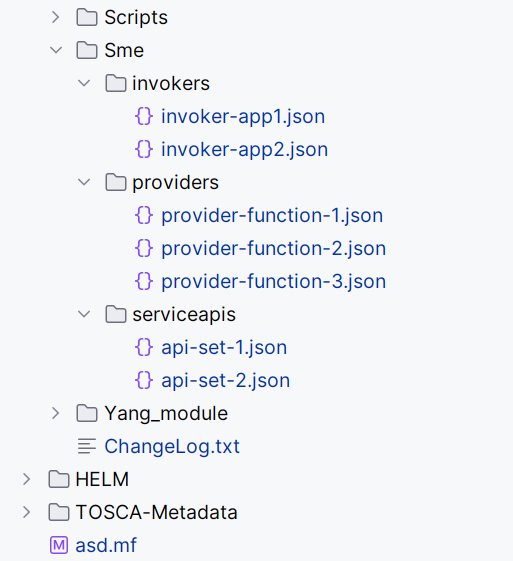 Scripts
Sme
invokers
{} invoker-app1.json
{} invoker-app2.json
providers
{} provider-function-1.json
{} provider-function-2.json
{} provider-function-3.json
serviceapis
{} api-set-1.json
{} api-set-2.json
Yang_module
ChangeLog.txt
HELM
TOSCA-Metadata
M asd.mf